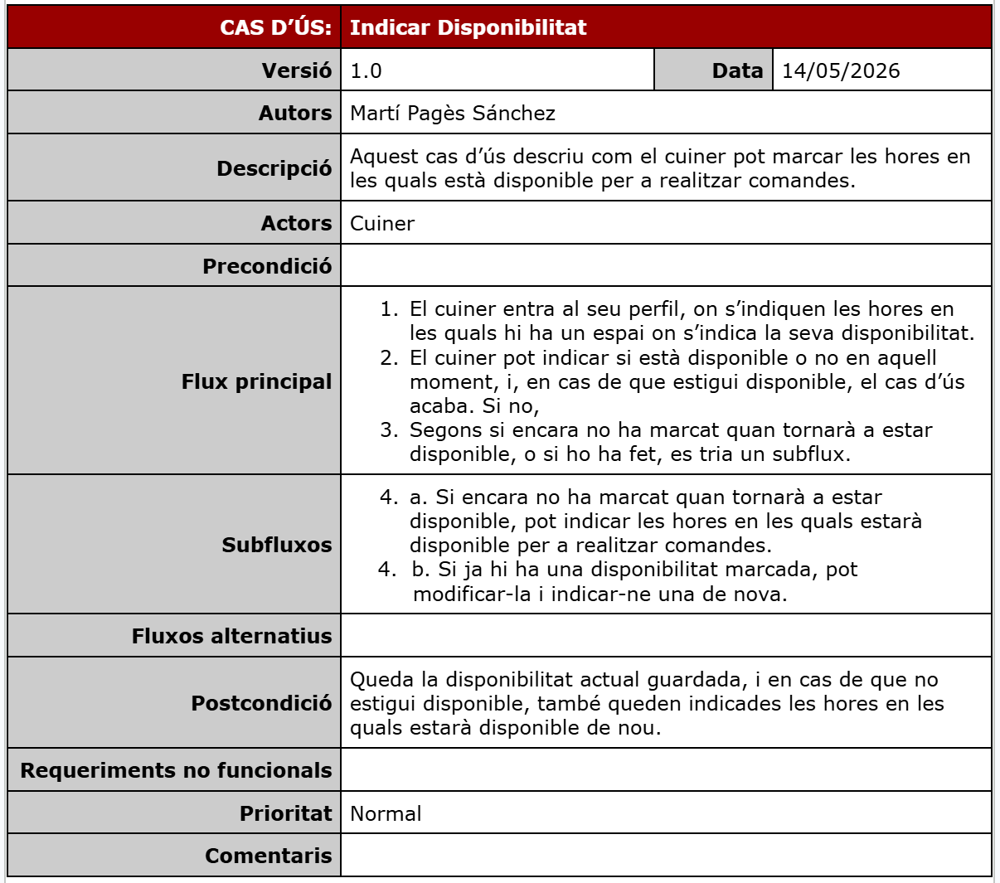 CAS D’ÚS: Indicar Disponibilitat
Versió 1.0 Data 14/05/2026
Autors Martí Pagès Sánchez
Descripció
Aquest cas d’ús descriu com el cuiner pot marcar les hores en
les quals està disponible per a realitzar comandes.
Actors Cuiner
Precondició
Flux principal
1. El cuiner entra al seu perfil, on s’indiquen les hores en
les quals hi ha un espai on s’indica la seva disponibilitat.
2. El cuiner pot indicar si està disponible o no en aquell
moment, i, en cas de que estigui disponible, el cas d’ús
acaba. Si no,
3. Segons si encara no ha marcat quan tornarà a estar
disponible, o si ho ha fet, es tria un subflux.
Subfluxos
4. a. Si encara no ha marcat quan tornarà a estar
disponible, pot indicar les hores en les quals estarà
disponible per a realitzar comandes.
4. b. Si ja hi ha una disponibilitat marcada, pot
modificar-la i indicar-ne una de nova.
Fluxos alternatius
Postcondició
Queda la disponibilitat actual guardada, i en cas de que no
estigui disponible, també queden indicades les hores en les
quals estarà disponible de nou.
Requeriments no funcionals
Prioritat Normal
Comentaris